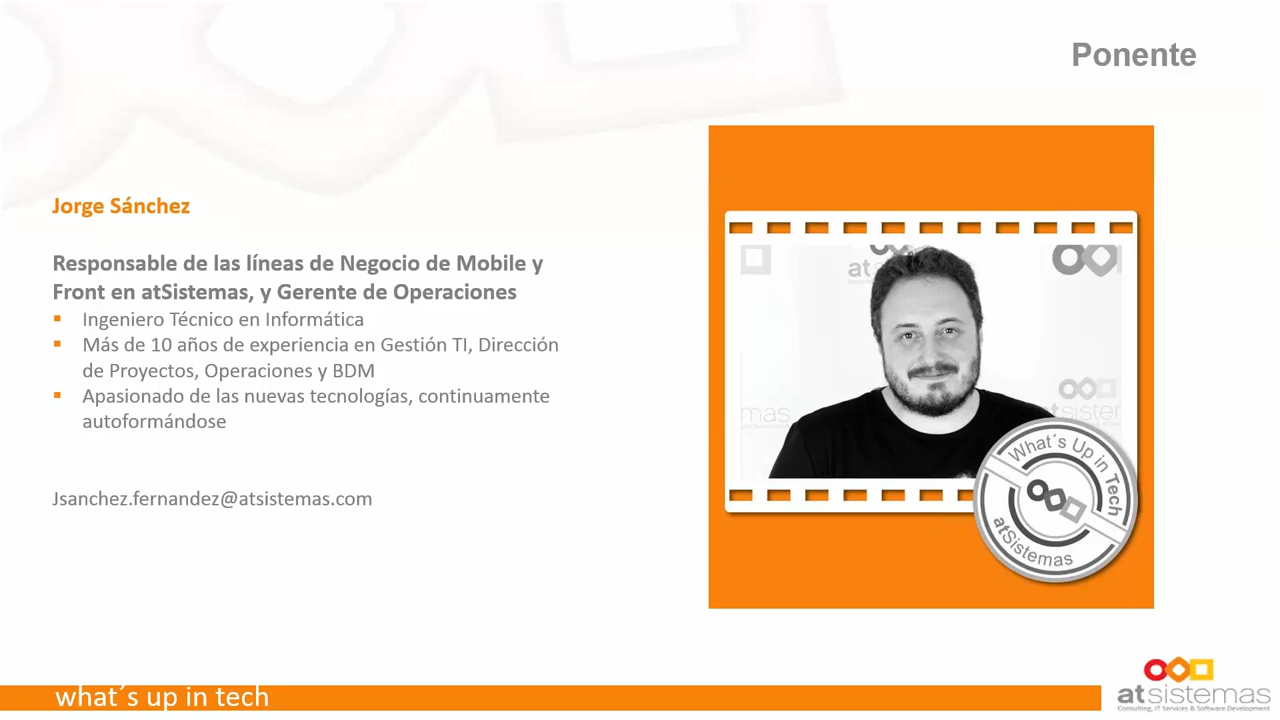 Ponente
Jorge Sánchez
Responsable de las líneas de Negocio de Mobile y
Front en atSistemas, y Gerente de Operaciones
Ingeniero Técnico en Informática
Más de 10 años de experiencia en Gestión TI, Dirección
de Proyectos, Operaciones y BDM
Apasionado de las nuevas tecnologías, continuamente
autoformándose
Jsanchez.fernandez@atsistemas.com
What´s Up in Tech
atSistemas
what´s up in tech
atsistemas
Consulting, IT Services & Software Development